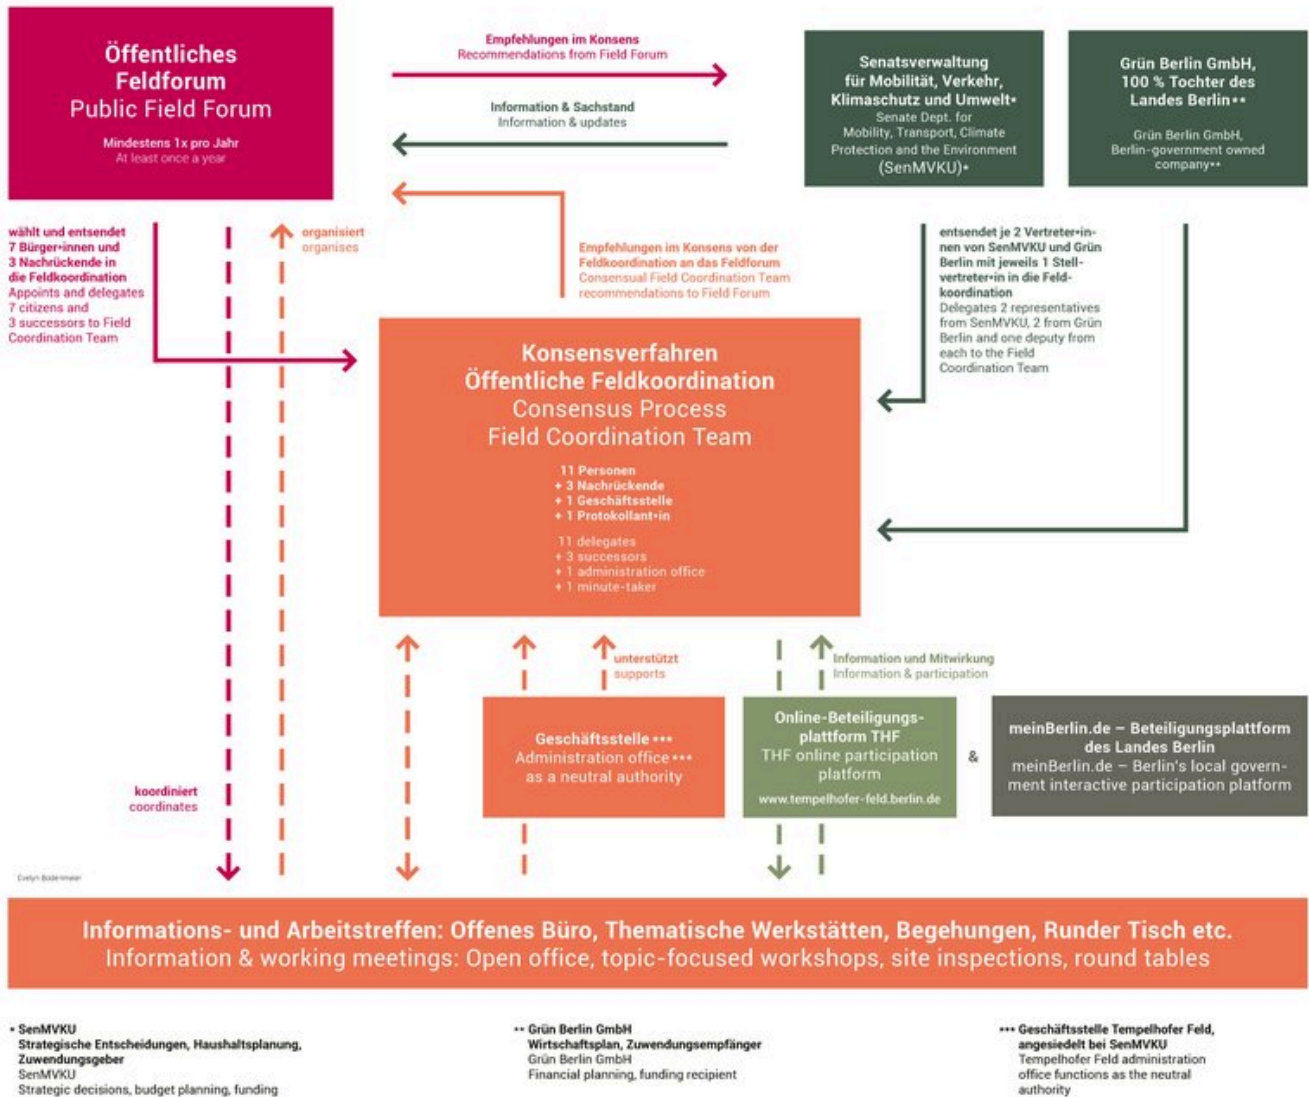 Öffentliches
Feldforum
Public Field Forum
Mindestens 1x pro Jahr
At least once a year
Empfehlungen im Konsens
Recommendations from Field Forum
Information & Sachstand
Information & updates
Senatsverwaltung
für Mobilität, Verkehr,
Klimaschutz und Umwelt*
Senate Dept. for
Mobility, Transport, Climate
Protection and the Environment
(SenMVKU)*
Grün Berlin GmbH,
100 % Tochter des
Landes Berlin**
Grün Berlin GmbH,
Berlin-government owned
company**
wählt und entsendet
7 Bürger*innen und
3 Nachrückende in
die Feldkoordination
Appoints and delegates
7 citizens and
3 successors to Field
Coordination Team
organisiert
organises
Empfehlungen im Konsens von der
Feldkoordination an das Feldforum
Consensual Field Coordination Team
recommendations to Field Forum
entsendet je 2 Vertreter*in-
nen von SenMVKU und Grün
Berlin mit jeweils 1 Stell-
vertreter*in in die Feld-
koordination
Delegates 2 representatives
from SenMVKU, 2 from Grün
Berlin and one deputy from
each to the Field
Coordination Team
Konsensverfahren
Öffentliche Feldkoordination
Consensus Process
Field Coordination Team
11 Personen
+ 3 Nachrückende
+ 1 Geschäftsstelle
+ 1 Protokollant*in
11 delegates
+ 3 successors
+ 1 administration office
+ 1 minute-taker
unterstützt
supports
Information und Mitwirkung
Information & participation
Geschäftsstelle ***
Administration office ***
as a neutral authority
Online-Beteiligungs-
plattform THF
THF online participation
platform
www.tempelhofer-feld.berlin.de
&
meinBerlin.de – Beteiligungsplattform
des Landes Berlin
meinBerlin.de – Berlin's local govern-
ment interactive participation platform
koordiniert
coordinates
Evelyn Bodenmeier
Informations- und Arbeitstreffen: Offenes Büro, Thematische Werkstätten, Begehungen, Runder Tisch etc.
Information & working meetings: Open office, topic-focused workshops, site inspections, round tables
* SenMVKU
Strategische Entscheidungen, Haushaltsplanung,
Zuwendungsgeber
SenMVKU
Strategic decisions, budget planning, funding
** Grün Berlin GmbH
Wirtschaftsplan, Zuwendungsempfänger
Grün Berlin GmbH
Financial planning, funding recipient
*** Geschäftsstelle Tempelhofer Feld,
angesiedelt bei SenMVKU
Tempelhofer Feld administration
office functions as the neutral
authority